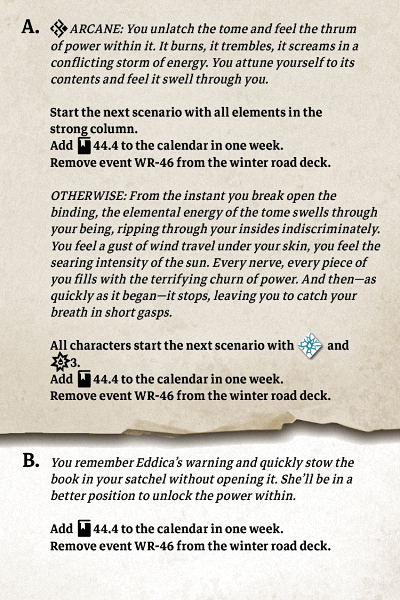 A. ARCANE: You unlatch the tome and feel the thrum
of power within it. It burns, it trembles, it screams in a
conflicting storm of energy. You attune yourself to its
contents and feel it swell through you.
Start the next scenario with all elements in the
strong column.
Add 44.4 to the calendar in one week.
Remove event WR-46 from the winter road deck.
OTHERWISE: From the instant you break open the
binding, the elemental energy of the tome swells through
your being, ripping through your insides indiscriminately.
You feel a gust of wind travel under your skin, you feel the
searing intensity of the sun. Every nerve, every piece of
you fills with the terrifying churn of power. And then—as
quickly as it began—it stops, leaving you to catch your
breath in short gasps.
All characters start the next scenario with and
3.
Add 44.4 to the calendar in one week.
Remove event WR-46 from the winter road deck.
B. You remember Eddica's warning and quickly stow the
book in your satchel without opening it. She'll be in a
better position to unlock the power within.
Add 44.4 to the calendar in one week.
Remove event WR-46 from the winter road deck.